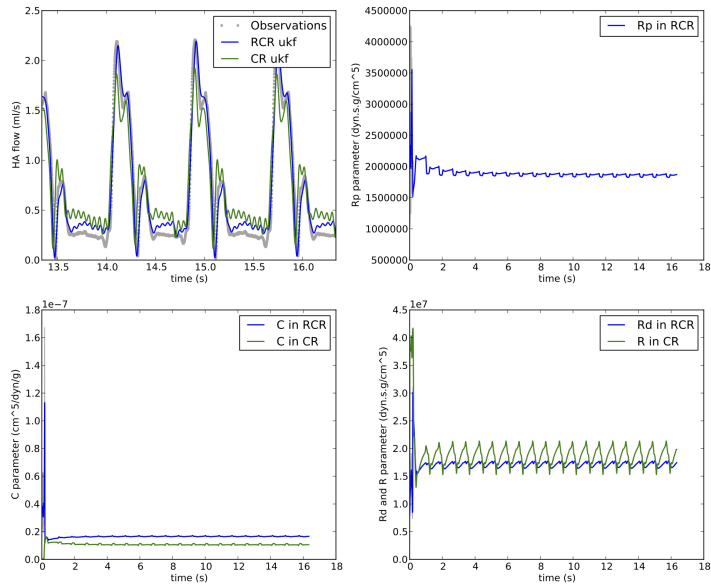 2.5
2.0
1.5
1.0
0.5
0.0
HA flow (ml/s)
Observations
RCR ukf
CR ukf
13.5 14.0 14.5 15.0 15.5 16.0
time (s)
4500000
4000000
3500000
3000000
2500000
2000000
1500000
1000000
500000
Rp parameter (dyn.s.g/cm^5)
Rp in RCR
0 2 4 6 8 10 12 14 16 18
time (s)
1e−7
1.8
1.6
1.4
1.2
1.0
0.8
0.6
0.4
0.2
0.0
C parameter (cm^5/dyn/g)
C in RCR
C in CR
0 2 4 6 8 10 12 14 16 18
time (s)
1e7
4.5
4.0
3.5
3.0
2.5
2.0
1.5
1.0
0.5
0.0
Rd and R parameter (dyn.s.g/cm^5)
Rd in RCR
R in CR
0 2 4 6 8 10 12 14 16 18
time (s)